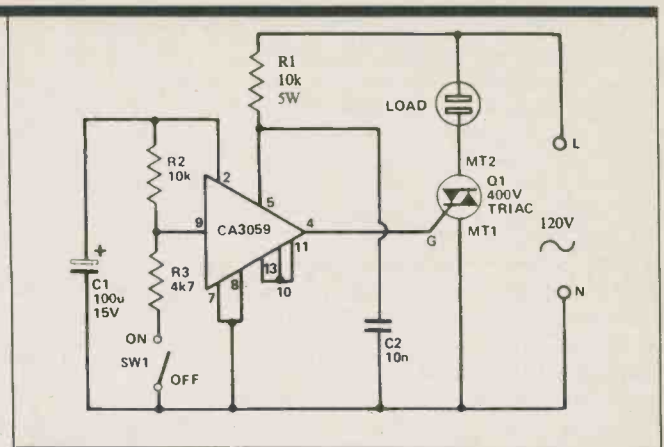 R1
10k
5W
LOAD
L
R2
10k
2
MT2
Q1
400V
TRIAC
5
9
CA3059
4
MT1
120V
11
G
+
C1
100u
15V
R3
4k7
13
10
7
8
N
ON
SW1
OFF
C2
10n